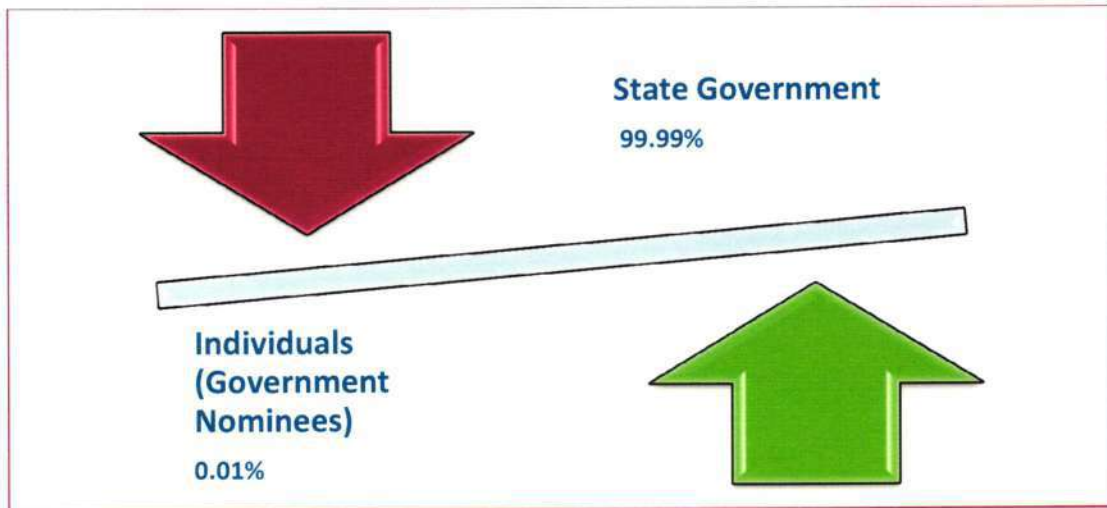 State Government
99.99%
Individuals
(Government
Nominees)
0.01%